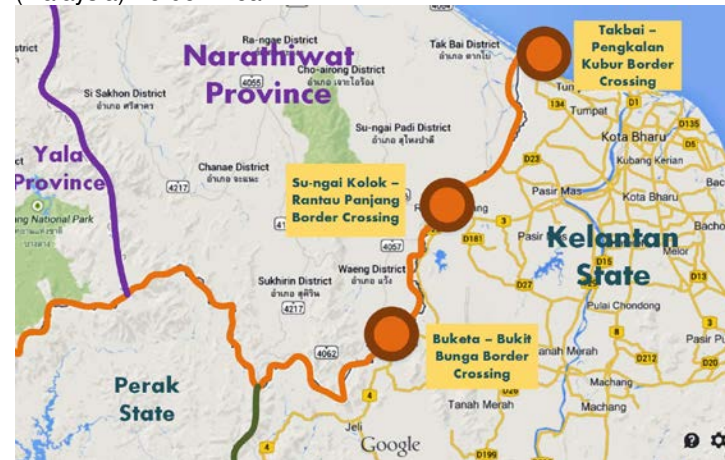 (Malaysia)
Takbai –
Pengkalan
Kubur Border
Crossing
Ra-ngae District
Tak Bai District
อำเภอ ตากใบ
Narathiwat
Province
Cho-airong District
อำเภอ เจาะไอร้อง
4055
Si Sakhon District
อำเภอ ศรีสาคร
134
Tumpat
D1
D135
Su-ngai Padi District
อำเภอ สุไหงปาดี
Kota Bharu
D5
Yala
Province
Chanae District
อำเภอ จะแนะ
4217
D23
Kubang Kerian
Su-ngai Kolok –
Rantau Panjang
Border Crossing
Pasir Mas
Kota Bharu
National Park
3
D181
Kelantan
State
Melor
4057
D15
D27
Waeng District
อำเภอ แว้ง
Sukhirin District
อำเภอ สุคิริน
4217
Pulai Chondong
8
Buketa – Bukit
Bunga Border
Crossing
4062
D212
D20
Perak
State
4
Machang
Tanah Merah
Machang
Jeli
4
Google
D199